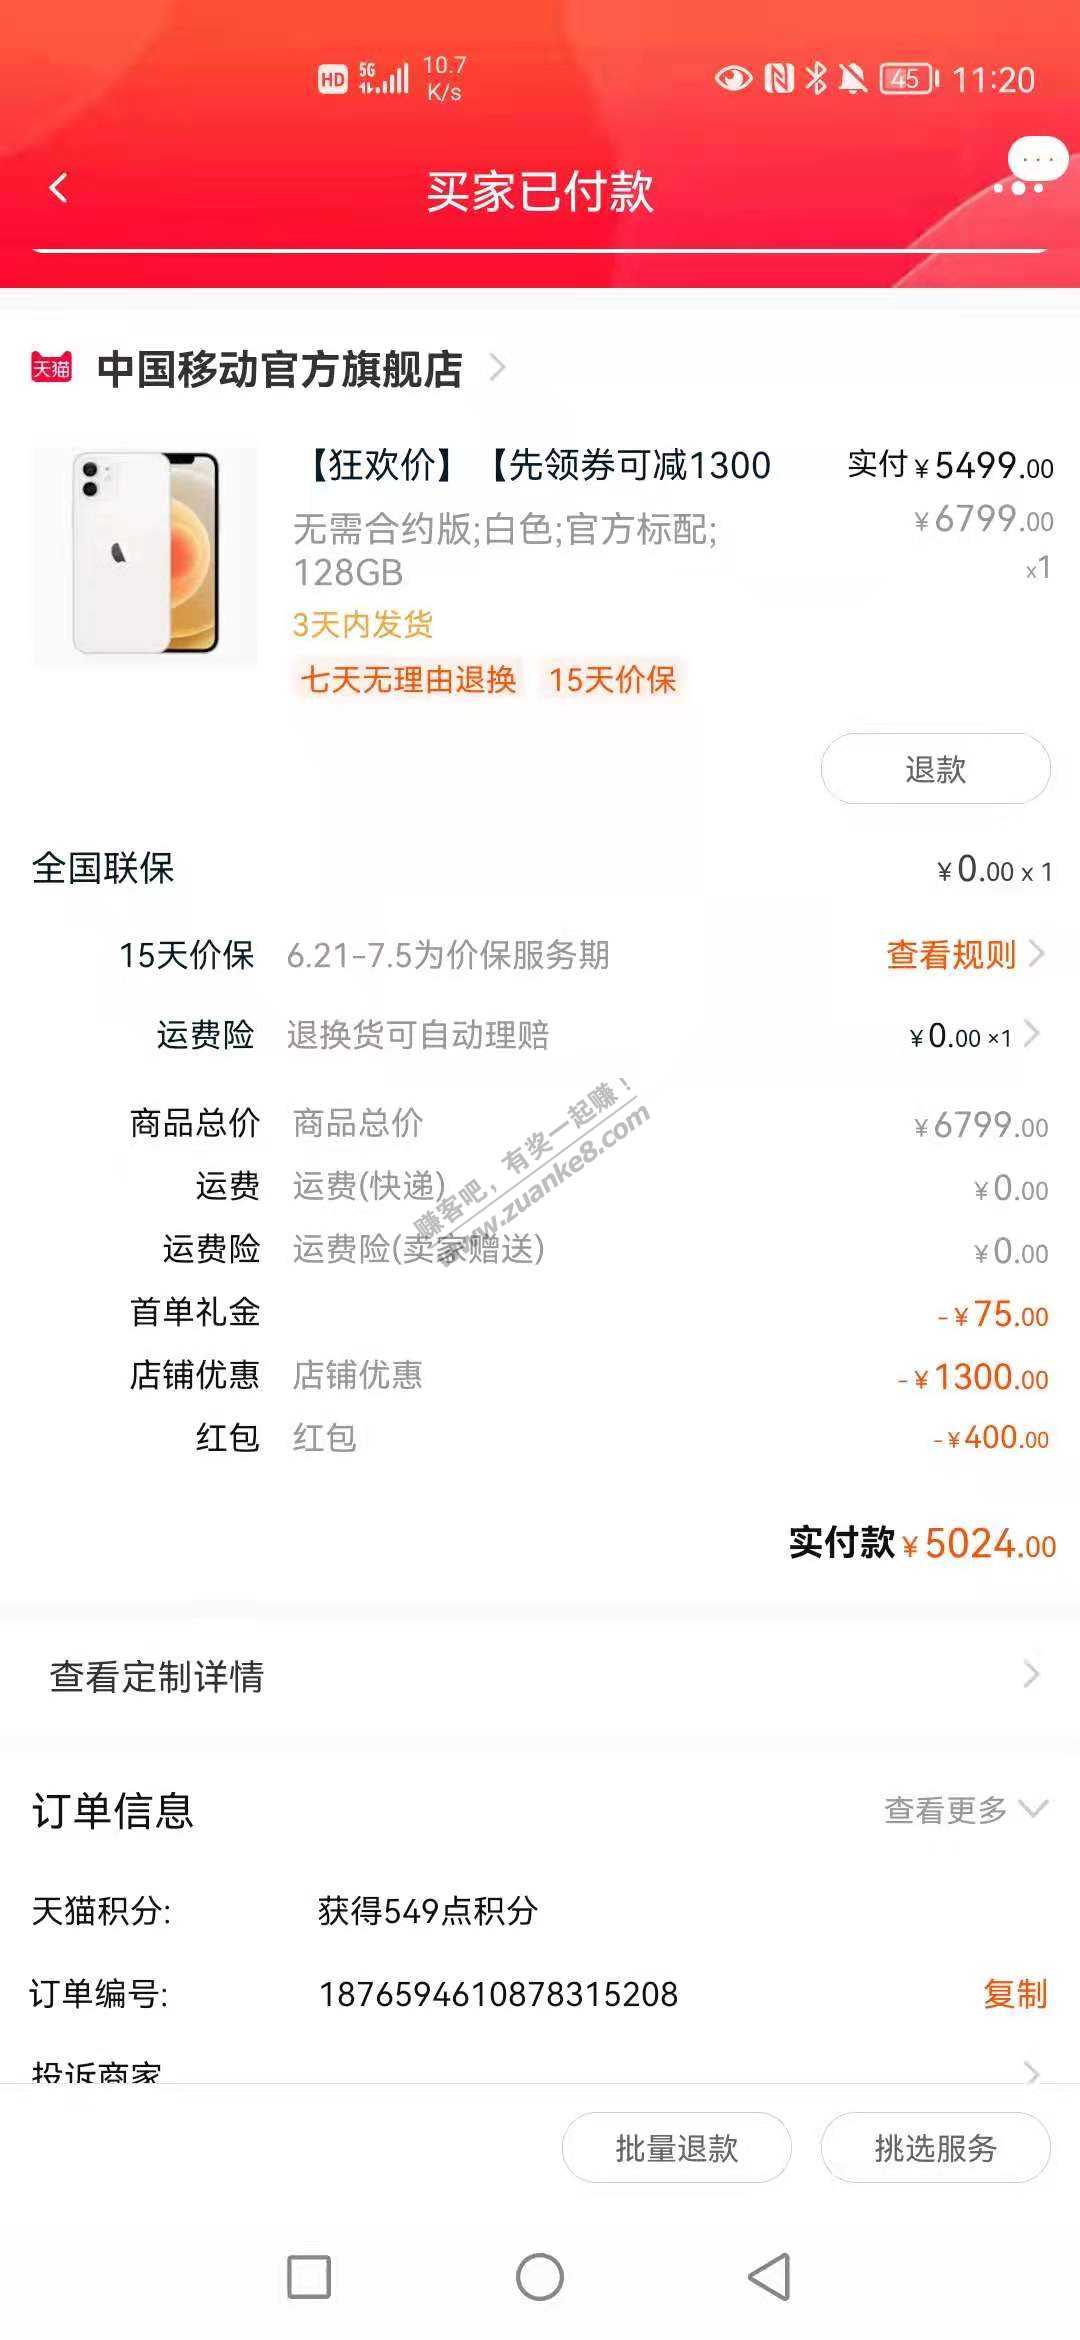 HD 5G 10.7 K/s 45 11:20
买家已付款
天猫 中国移动官方旗舰店
【狂欢价】【先领券可减1300 实付¥5499.00
无需合约版;白色;官方标配; ¥6799.00
128GB x1
3天内发货
七天无理由退换 15天价保
退款
全国联保 ¥0.00 x 1
15天价保 6.21-7.5为价保服务期 查看规则
运费险 退换货可自动理赔 ¥0.00 ×1
赚客吧，有奖一起赚！
www.zuanke8.com
商品总价 商品总价 ¥6799.00
运费 运费(快递) ¥0.00
运费险 运费险(卖家赠送) ¥0.00
首单礼金 -¥75.00
店铺优惠 店铺优惠 -¥1300.00
红包 红包 -¥400.00
实付款¥5024.00
查看定制详情
订单信息 查看更多
天猫积分: 获得549点积分
订单编号: 1876594610878315208 复制
投诉商家
批量退款 挑选服务